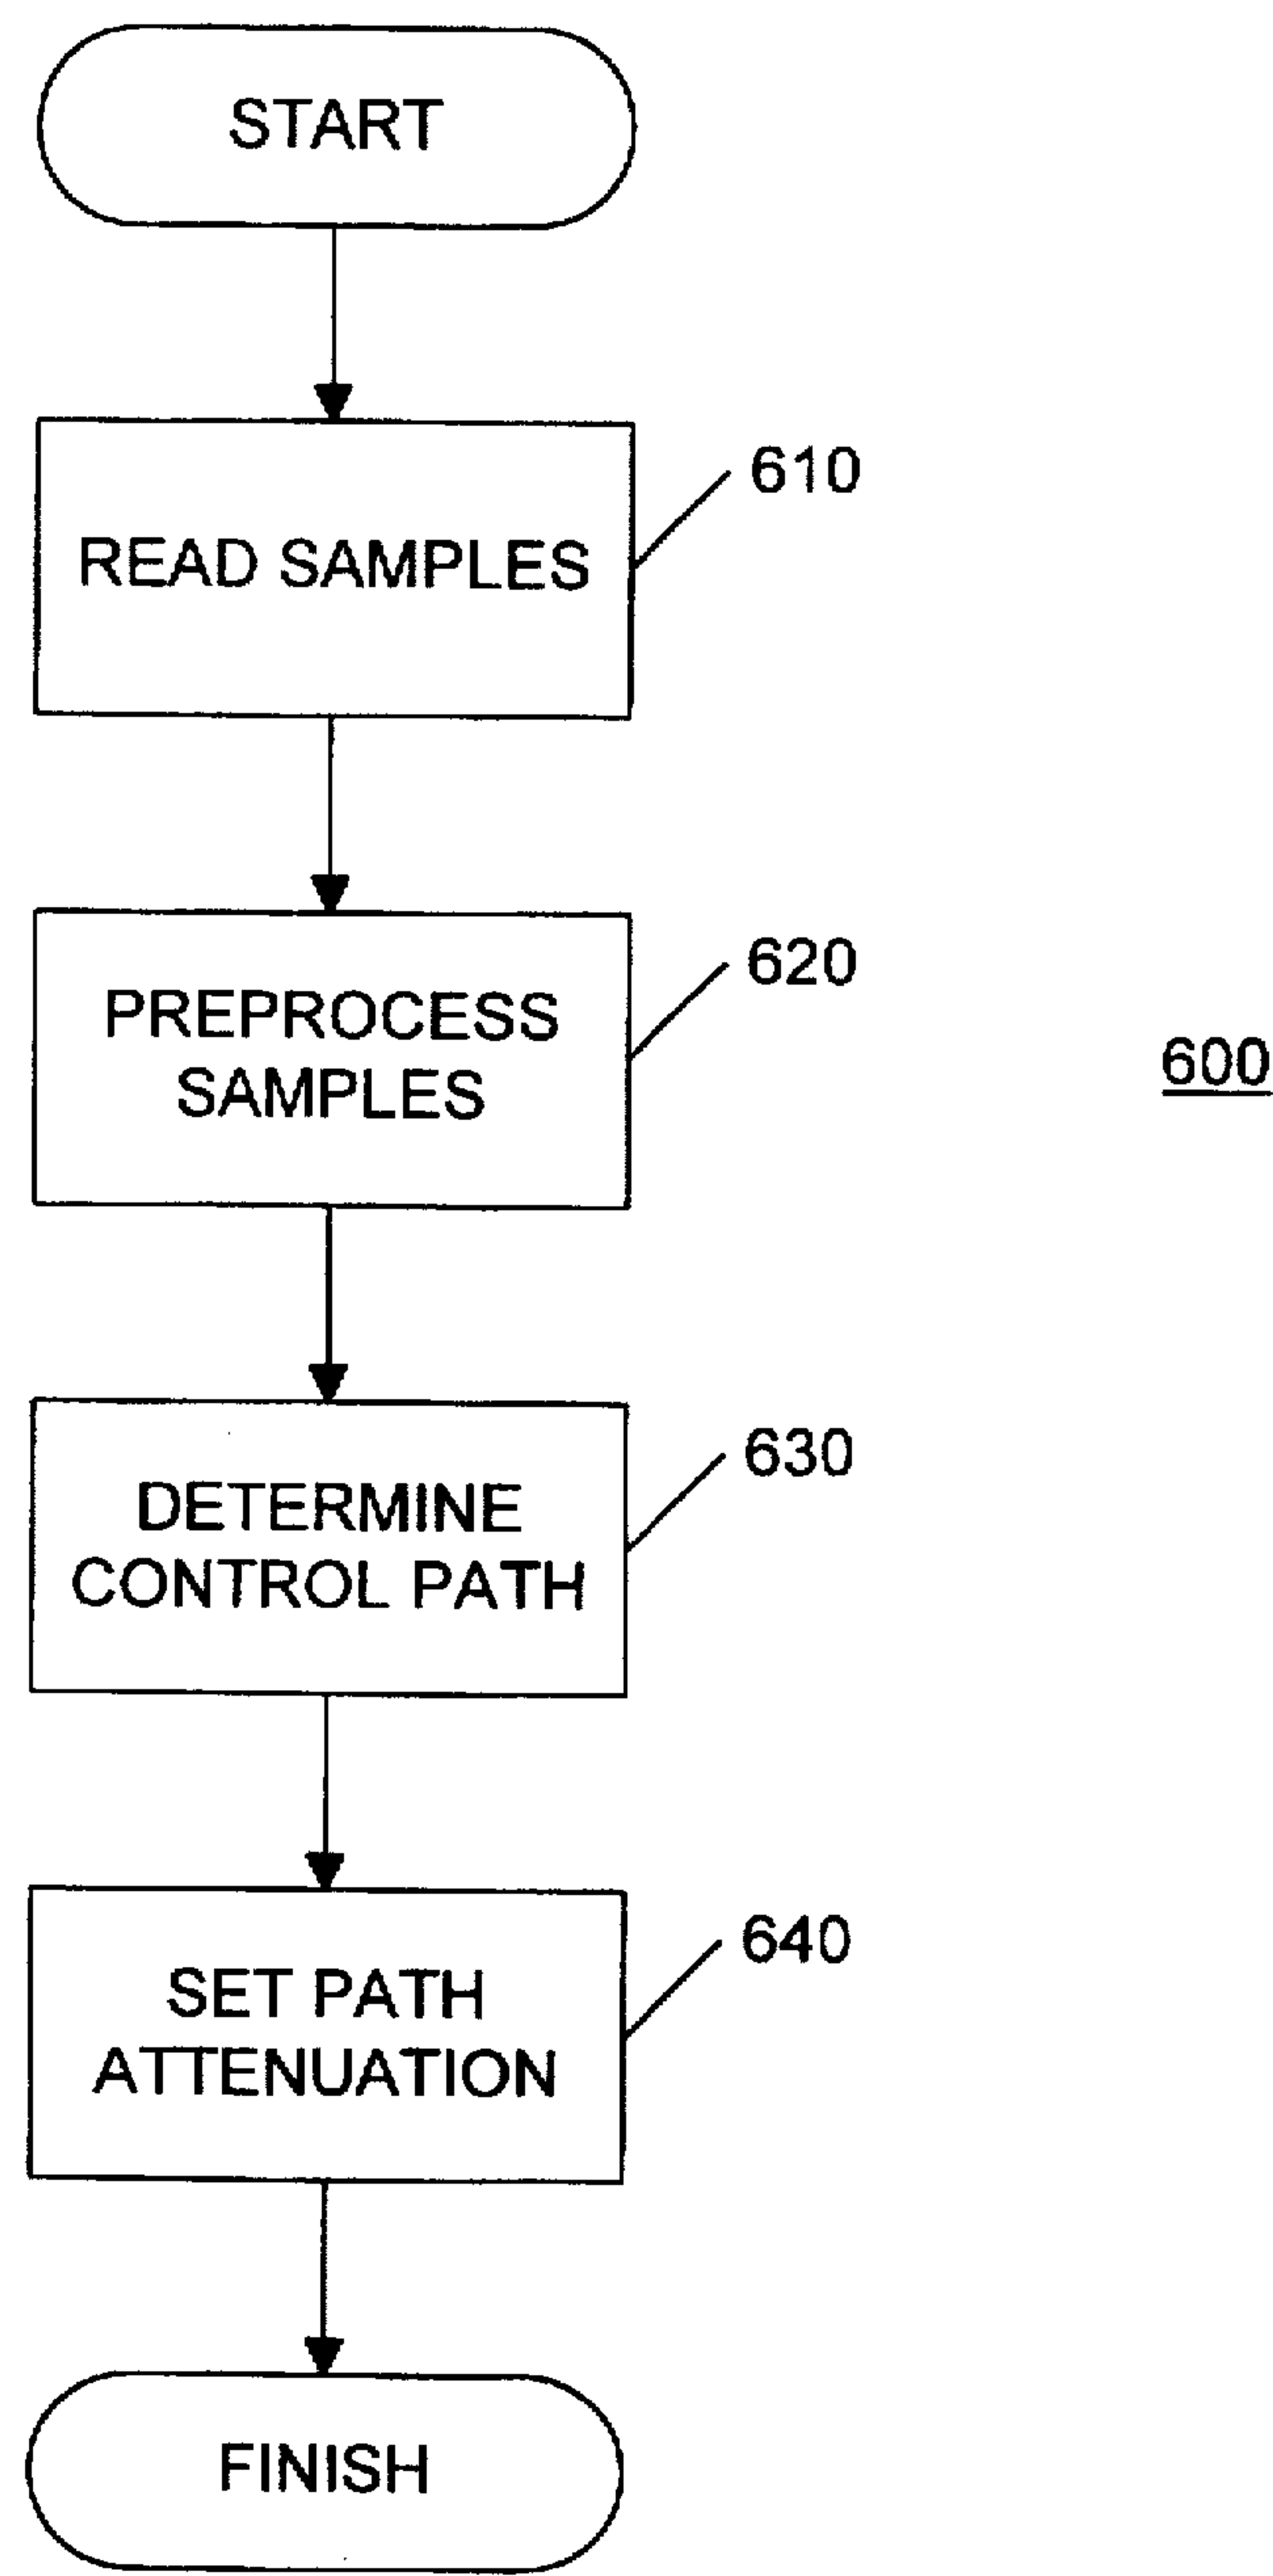 START
READ SAMPLES
610
PREPROCESS
SAMPLES
620
600
DETERMINE
CONTROL PATH
630
SET PATH
ATTENUATION
640
FINISH